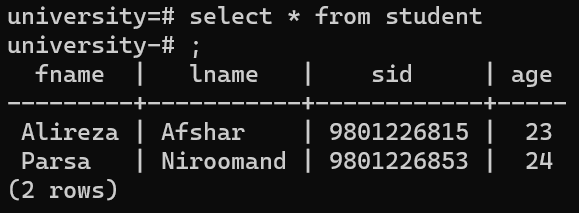 university=# select * from student
university-# ;
  fname  |   lname   |    sid     | age
---------+-----------+------------+-----
 Alireza | Afshar    | 9801226815 |  23
 Parsa   | Niroomand | 9801226853 |  24
(2 rows)